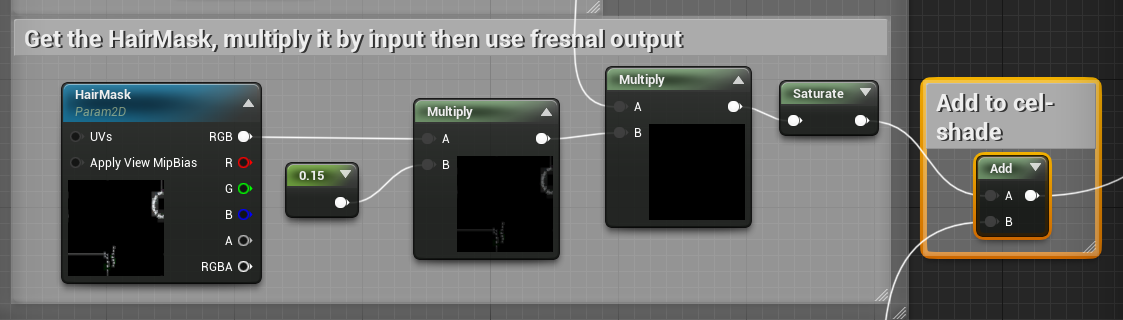 Get the HairMask, multiply it by input then use fresnal output
HairMask
Param2D
UVs
RGB
Apply View MipBias
R
G
B
A
RGBA
0.15
Multiply
A
B
Multiply
A
B
Saturate
Add to cel-
shade
Add
A
B